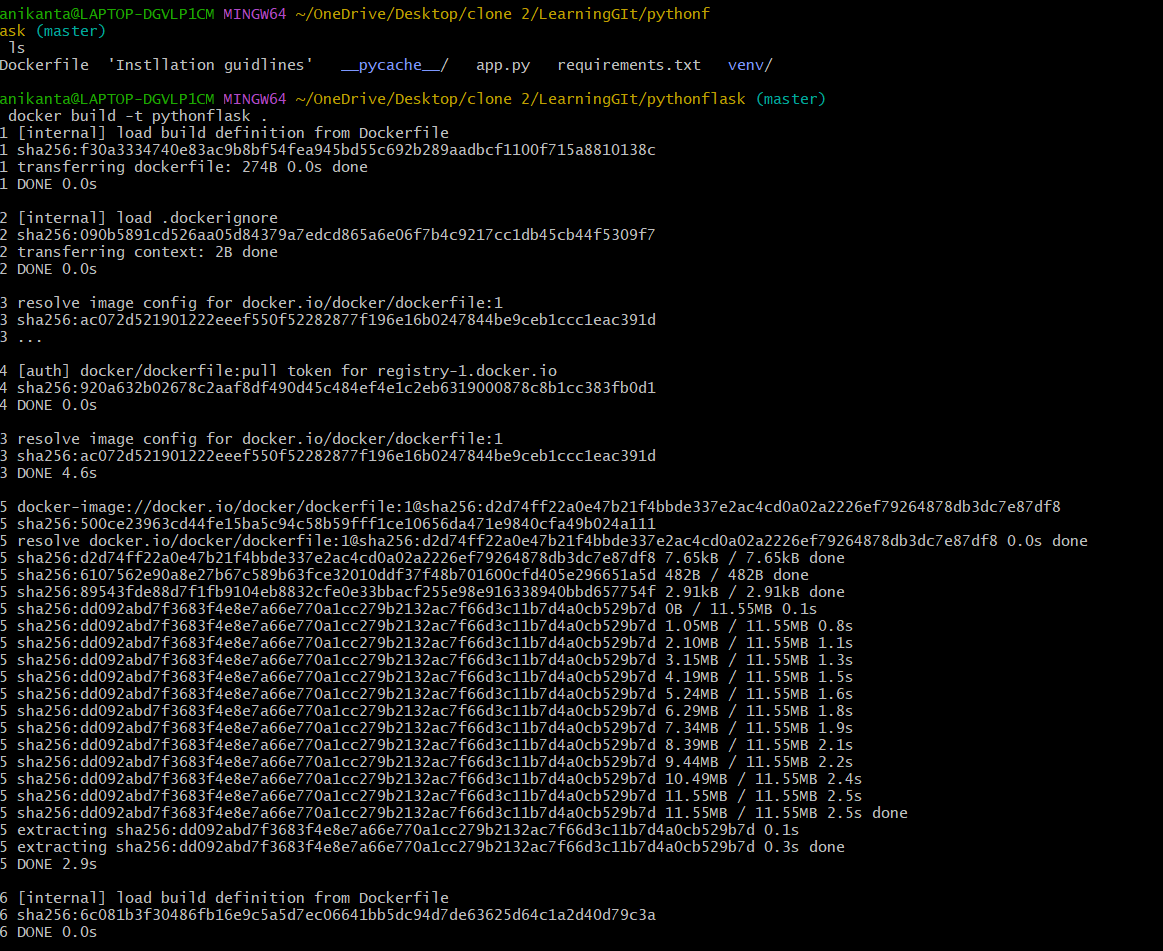 anikanta@LAPTOP-DGVLP1CM MINGW64 ~/OneDrive/Desktop/clone 2/LearningGIt/pythonf
ask (master)
ls
Dockerfile 'Instllation guidlines' __pycache__/ app.py requirements.txt venv/
anikanta@LAPTOP-DGVLP1CM MINGW64 ~/OneDrive/Desktop/clone 2/LearningGIt/pythonflask (master)
docker build -t pythonflask .
1 [internal] load build definition from Dockerfile
1 sha256:f30a3334740e83ac9b8bf54fea945bd55c692b289aadbcf1100f715a8810138c
1 transferring dockerfile: 274B 0.0s done
1 DONE 0.0s
2 [internal] load .dockerignore
2 sha256:090b5891cd526aa05d84379a7edcd865a6e06f7b4c9217cc1db45cb44f5309f7
2 transferring context: 2B done
2 DONE 0.0s
3 resolve image config for docker.io/docker/dockerfile:1
3 sha256:ac072d521901222eeef550f52282877f196e16b0247844be9ceb1ccc1eac391d
3 ...
4 [auth] docker/dockerfile:pull token for registry-1.docker.io
4 sha256:920a632b02678c2aaf8df490d45c484ef4e1c2eb6319000878c8b1cc383fb0d1
4 DONE 0.0s
3 resolve image config for docker.io/docker/dockerfile:1
3 sha256:ac072d521901222eeef550f52282877f196e16b0247844be9ceb1ccc1eac391d
3 DONE 4.6s
5 docker-image://docker.io/docker/dockerfile:1@sha256:d2d74ff22a0e47b21f4bbde337e2ac4cd0a02a2226ef79264878db3dc7e87df8
5 sha256:500ce23963cd44fe15ba5c94c58b59fff1ce10656da471e9840cfa49b024a111
5 resolve docker.io/docker/dockerfile:1@sha256:d2d74ff22a0e47b21f4bbde337e2ac4cd0a02a2226ef79264878db3dc7e87df8 0.0s done
5 sha256:d2d74ff22a0e47b21f4bbde337e2ac4cd0a02a2226ef79264878db3dc7e87df8 7.65kB / 7.65kB done
5 sha256:6107562e90a8e27b67c589b63fce32010ddf37f48b701600cfd405e296651a5d 482B / 482B done
5 sha256:89543fde88d7f1fb9104eb8832cfe0e33bbacf255e98e916338940bbd657754f 2.91kB / 2.91kB done
5 sha256:dd092abd7f3683f4e8e7a66e770a1cc279b2132ac7f66d3c11b7d4a0cb529b7d 0B / 11.55MB 0.1s
5 sha256:dd092abd7f3683f4e8e7a66e770a1cc279b2132ac7f66d3c11b7d4a0cb529b7d 1.05MB / 11.55MB 0.8s
5 sha256:dd092abd7f3683f4e8e7a66e770a1cc279b2132ac7f66d3c11b7d4a0cb529b7d 2.10MB / 11.55MB 1.1s
5 sha256:dd092abd7f3683f4e8e7a66e770a1cc279b2132ac7f66d3c11b7d4a0cb529b7d 3.15MB / 11.55MB 1.3s
5 sha256:dd092abd7f3683f4e8e7a66e770a1cc279b2132ac7f66d3c11b7d4a0cb529b7d 4.19MB / 11.55MB 1.5s
5 sha256:dd092abd7f3683f4e8e7a66e770a1cc279b2132ac7f66d3c11b7d4a0cb529b7d 5.24MB / 11.55MB 1.6s
5 sha256:dd092abd7f3683f4e8e7a66e770a1cc279b2132ac7f66d3c11b7d4a0cb529b7d 6.29MB / 11.55MB 1.8s
5 sha256:dd092abd7f3683f4e8e7a66e770a1cc279b2132ac7f66d3c11b7d4a0cb529b7d 7.34MB / 11.55MB 1.9s
5 sha256:dd092abd7f3683f4e8e7a66e770a1cc279b2132ac7f66d3c11b7d4a0cb529b7d 8.39MB / 11.55MB 2.1s
5 sha256:dd092abd7f3683f4e8e7a66e770a1cc279b2132ac7f66d3c11b7d4a0cb529b7d 9.44MB / 11.55MB 2.2s
5 sha256:dd092abd7f3683f4e8e7a66e770a1cc279b2132ac7f66d3c11b7d4a0cb529b7d 10.49MB / 11.55MB 2.4s
5 sha256:dd092abd7f3683f4e8e7a66e770a1cc279b2132ac7f66d3c11b7d4a0cb529b7d 11.55MB / 11.55MB 2.5s
5 sha256:dd092abd7f3683f4e8e7a66e770a1cc279b2132ac7f66d3c11b7d4a0cb529b7d 11.55MB / 11.55MB 2.5s done
5 extracting sha256:dd092abd7f3683f4e8e7a66e770a1cc279b2132ac7f66d3c11b7d4a0cb529b7d 0.1s
5 extracting sha256:dd092abd7f3683f4e8e7a66e770a1cc279b2132ac7f66d3c11b7d4a0cb529b7d 0.3s done
5 DONE 2.9s
6 [internal] load build definition from Dockerfile
6 sha256:6c081b3f30486fb16e9c5a5d7ec06641bb5dc94d7de63625d64c1a2d40d79c3a
6 DONE 0.0s